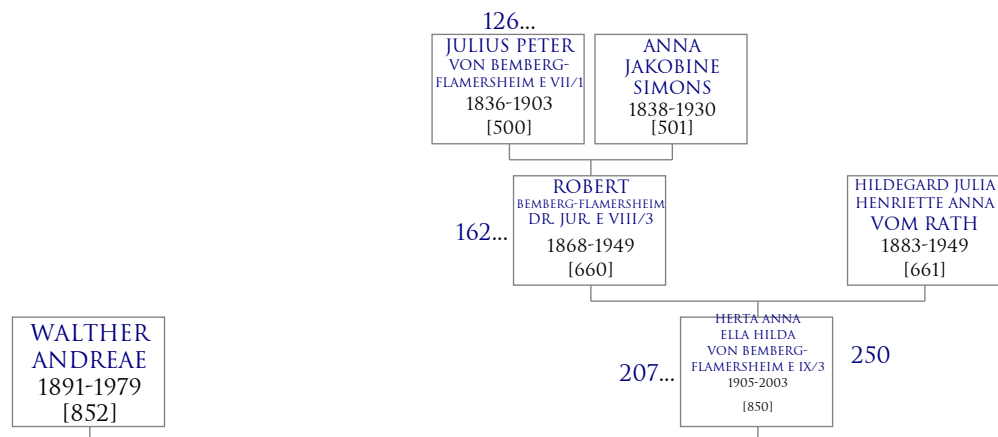 126...
JULIUS PETER
VON BEMBERG-
FLAMERSHEIM E VII/1
1836-1903
[500]
ANNA
JAKOBINE
SIMONS
1838-1930
[501]
162...
ROBERT
BEMBERG-FLAMERSHEIM
DR. JUR. E VIII/3
1868-1949
[660]
HILDEGARD JULIA
HENRIETTE ANNA
VOM RATH
1883-1949
[661]
WALTHER
ANDREAE
1891-1979
[852]
207...
HERTA ANNA
ELLA HILDA
VON BEMBERG-
FLAMERSHEIM E IX/3
1905-2003
[850]
250